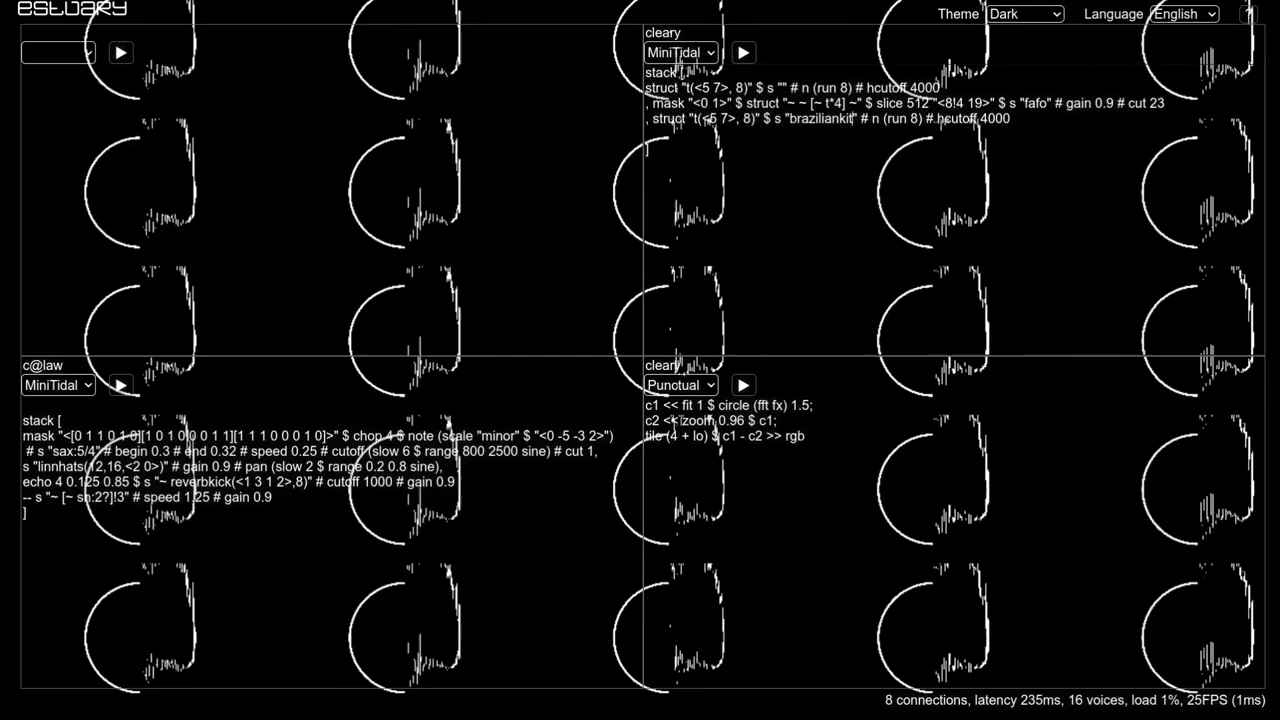 estuary
Theme Dark Language English ?
cleary
MiniTidal
stack [
struct "t(<5 7>, 8)" $ s "" # n (run 8) # hcutoff 4000
, mask "<0 1>" $ struct "~ ~ [~ t*4] ~" $ slice 512 "<8!4 19>" $ s "fafo" # gain 0.9 # cut 23
, struct "t(<5 7>, 8)" $ s "braziliankit" # n (run 8) # hcutoff 4000
]
c@law
MiniTidal
stack [
mask "<[0 1 1 0 1 0][1 0 1 0 0 0 1 1][1 1 1 0 0 0 1 0]>" $ chop 4 $ note (scale "minor" $ "<0 -5 -3 2>")
# s "sax:5/4" # begin 0.3 # end 0.32 # speed 0.25 # cutoff (slow 6 $ range 800 2500 sine) # cut 1,
s "linnhats(12,16,<2 0>)" # gain 0.9 # pan (slow 2 $ range 0.2 0.8 sine),
echo 4 0.125 0.85 $ s "~ reverbkick(<1 3 1 2>,8)" # cutoff 1000 # gain 0.9
-- s "~ [~ sn:2?]!3" # speed 1.25 # gain 0.9
]
cleary
Punctual
c1 << fit 1 $ circle (fft fx) 1.5;
c2 << zoom 0.96 $ c1;
tile (4 + lo) $ c1 - c2 >> rgb
8 connections, latency 235ms, 16 voices, load 1%, 25FPS (1ms)